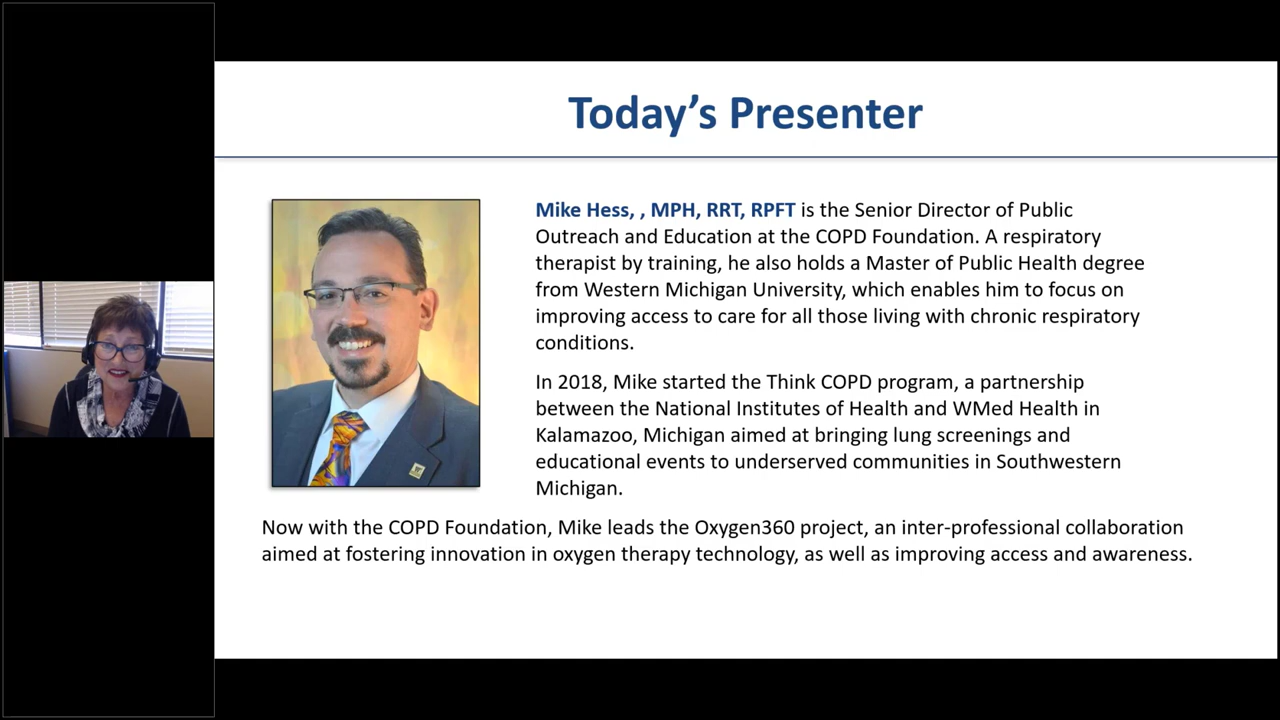 Today’s Presenter
Mike Hess, , MPH, RRT, RPFT is the Senior Director of Public
Outreach and Education at the COPD Foundation. A respiratory
therapist by training, he also holds a Master of Public Health degree
from Western Michigan University, which enables him to focus on
improving access to care for all those living with chronic respiratory
conditions.
In 2018, Mike started the Think COPD program, a partnership
between the National Institutes of Health and WMed Health in
Kalamazoo, Michigan aimed at bringing lung screenings and
educational events to underserved communities in Southwestern
Michigan.
Now with the COPD Foundation, Mike leads the Oxygen360 project, an inter-professional collaboration
aimed at fostering innovation in oxygen therapy technology, as well as improving access and awareness.